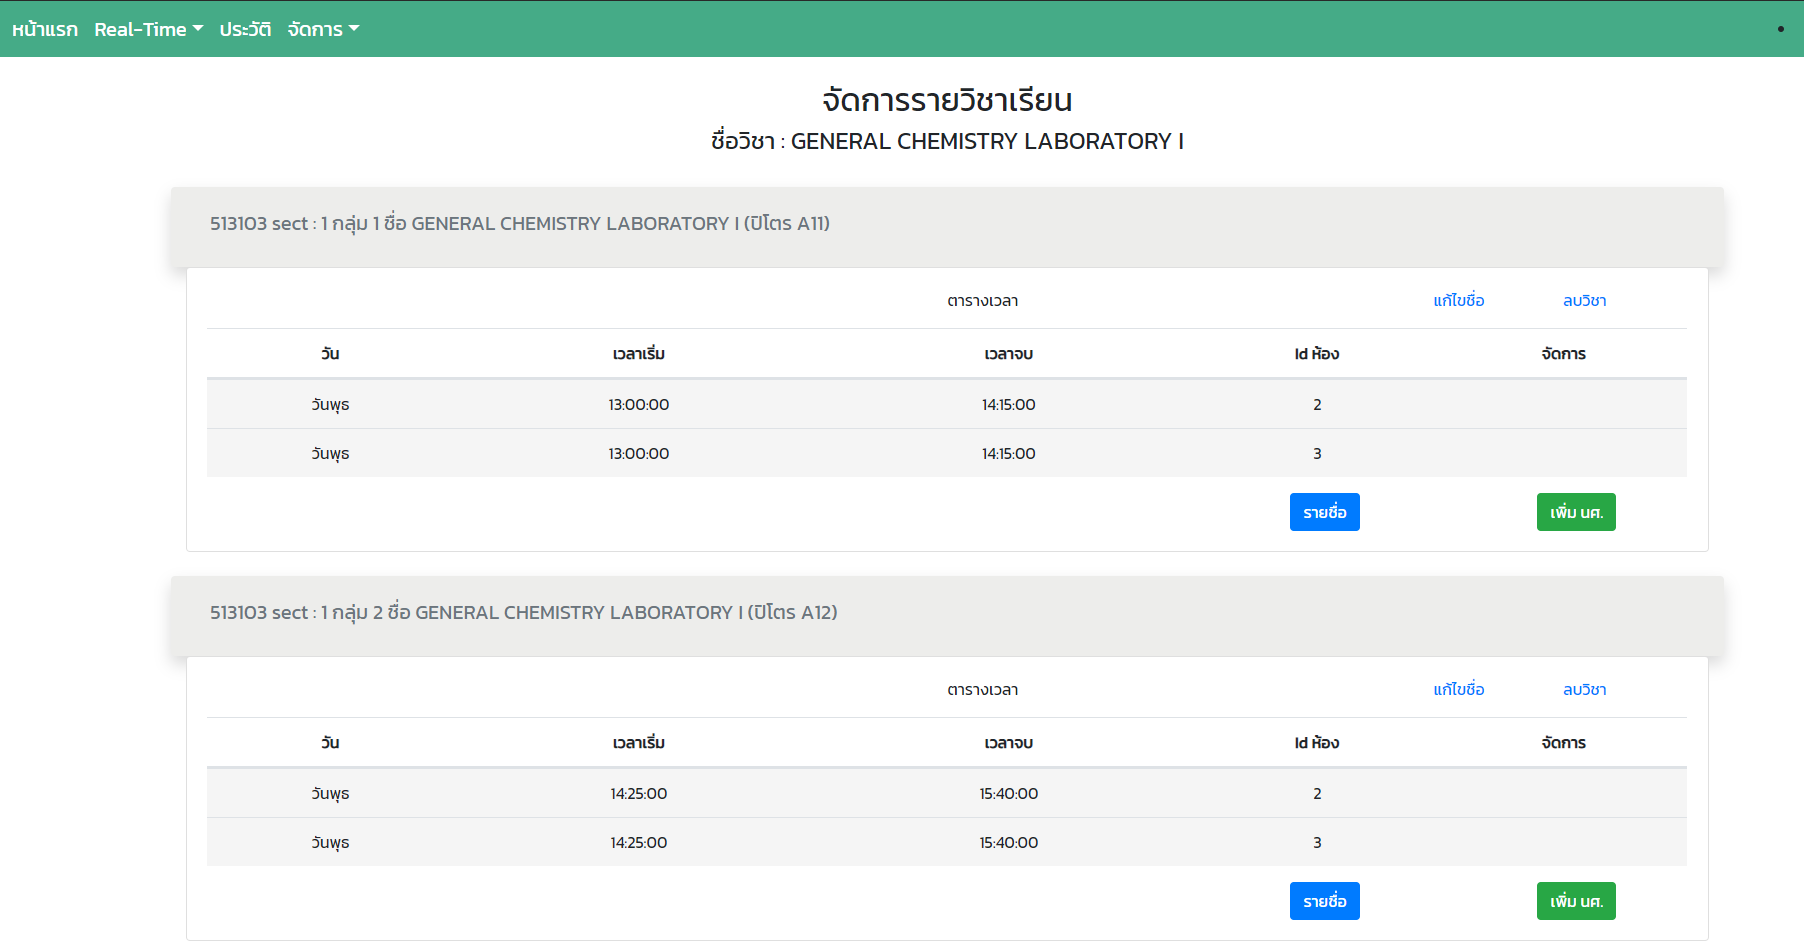 หน้าแรก Real-Time ประวัติ จัดการ
จัดการรายวิชาเรียน
ชื่อวิชา : GENERAL CHEMISTRY LABORATORY I
513103 sect : 1 กลุ่ม 1 ชื่อ GENERAL CHEMISTRY LABORATORY I (ปิโตร A11)
ตารางเวลา แก้ไขชื่อ ลบวิชา
วัน เวลาเริ่ม เวลาจบ Id ห้อง จัดการ
วันพุธ 13:00:00 14:15:00 2
วันพุธ 13:00:00 14:15:00 3
รายชื่อ เพิ่ม นศ.
513103 sect : 1 กลุ่ม 2 ชื่อ GENERAL CHEMISTRY LABORATORY I (ปิโตร A12)
ตารางเวลา แก้ไขชื่อ ลบวิชา
วัน เวลาเริ่ม เวลาจบ Id ห้อง จัดการ
วันพุธ 14:25:00 15:40:00 2
วันพุธ 14:25:00 15:40:00 3
รายชื่อ เพิ่ม นศ.